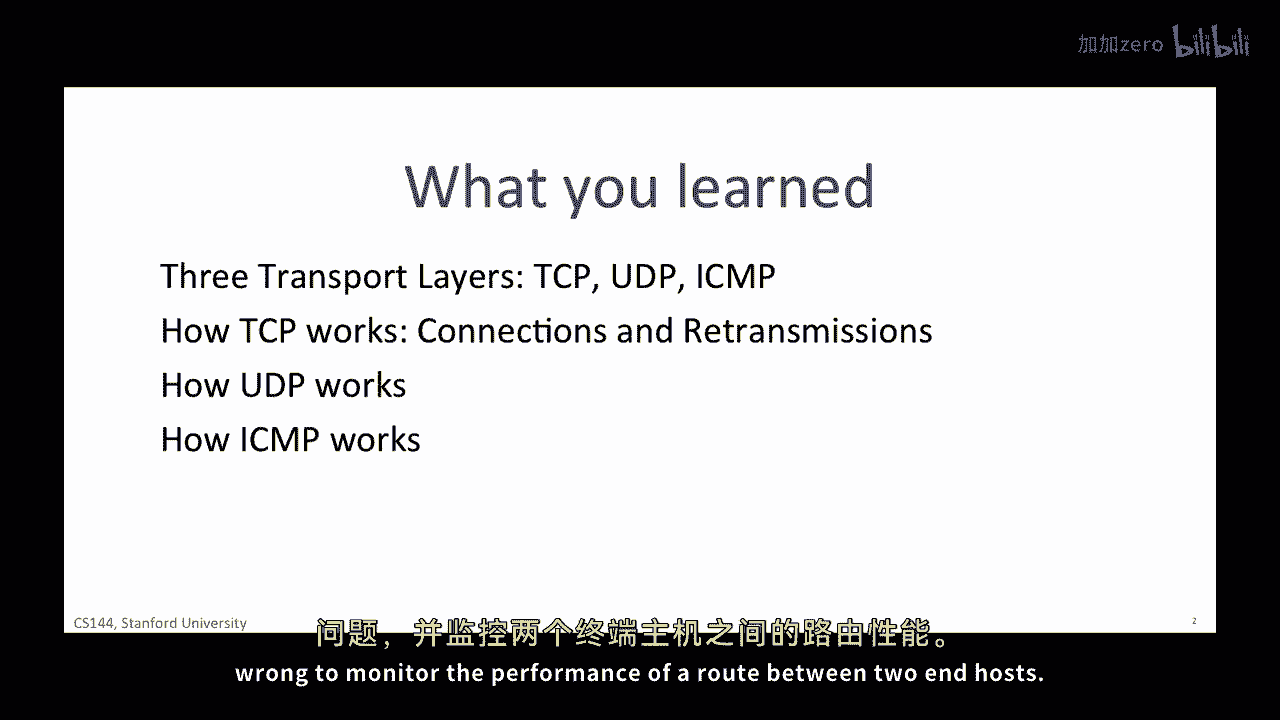 加加zero bilibili
What you learned
Three Transport Layers: TCP, UDP, ICMP
How TCP works: Connections and Retransmissions
How UDP works
How ICMP works
CS144, Stanford University
2
问题，并监控两个终端主机之间的路由性能。
wrong to monitor the performance of a route between two end hosts.